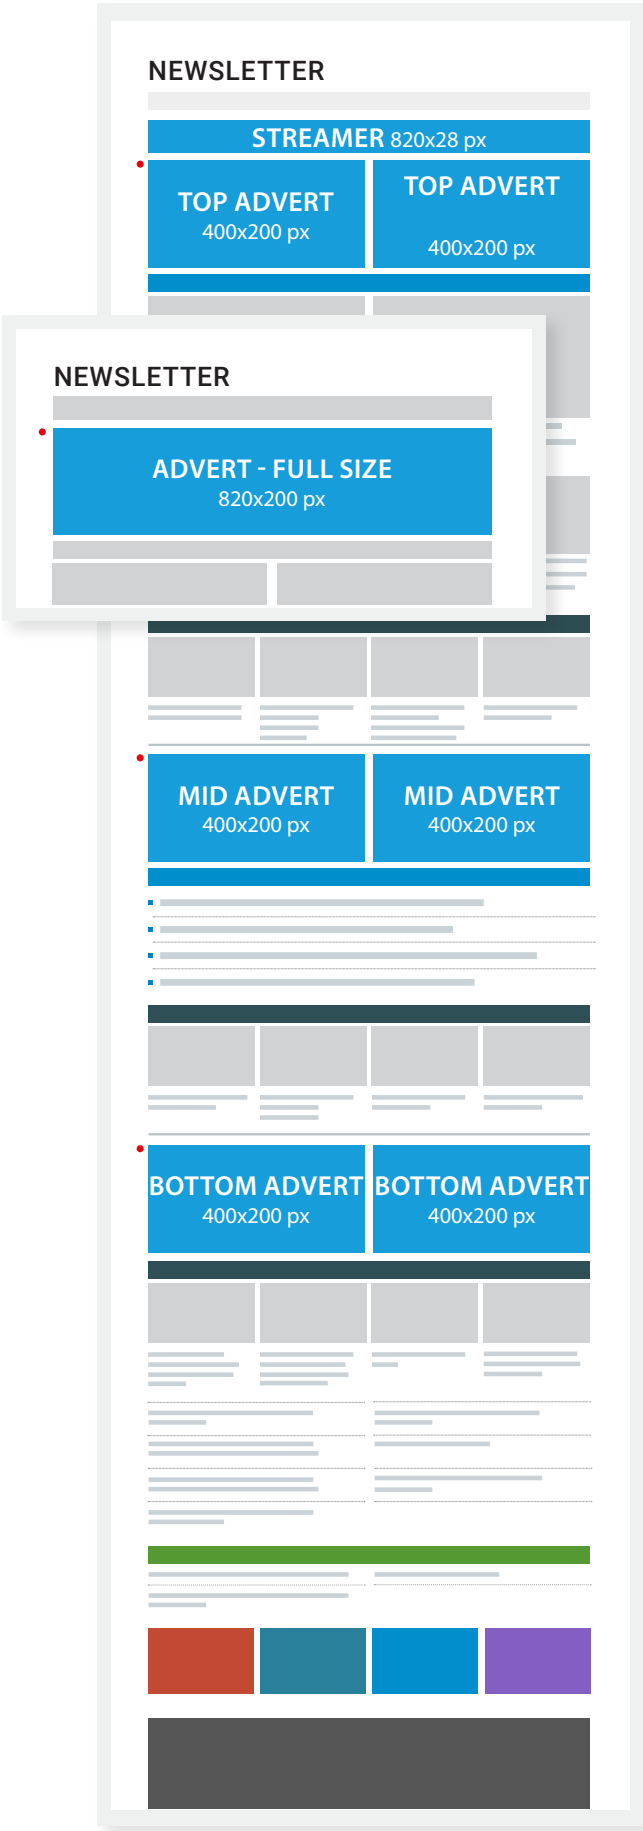 NEWSLETTER
STREAMER 820x28 px
TOP ADVERT
400x200 px
TOP ADVERT
400x200 px
NEWSLETTER
ADVERT - FULL SIZE
820x200 px
MID ADVERT
400x200 px
MID ADVERT
400x200 px
BOTTOM ADVERT
400x200 px
BOTTOM ADVERT
400x200 px